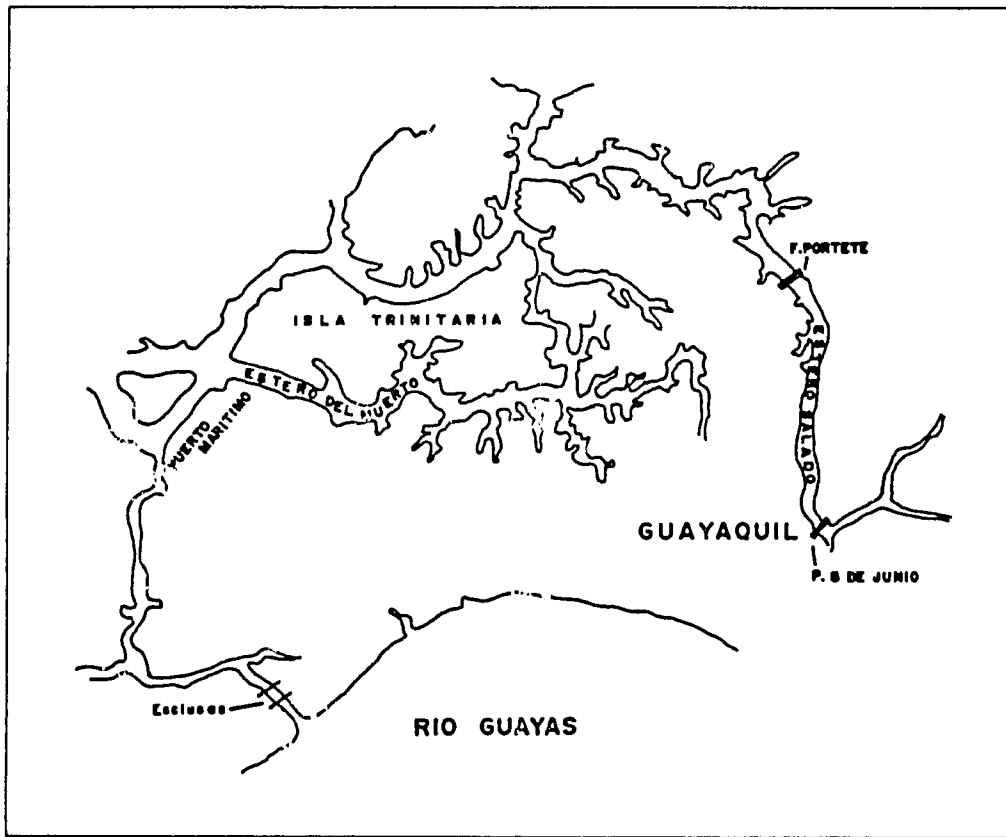 F. PORTETE
ISLA TRINITARIA
ESTERO DEL MUERTO
ESTERO SALADO
PUERTO
MARITIMO
GUAYAQUIL
P. 5 DE JUNIO
Esclusas
RIO GUAYAS